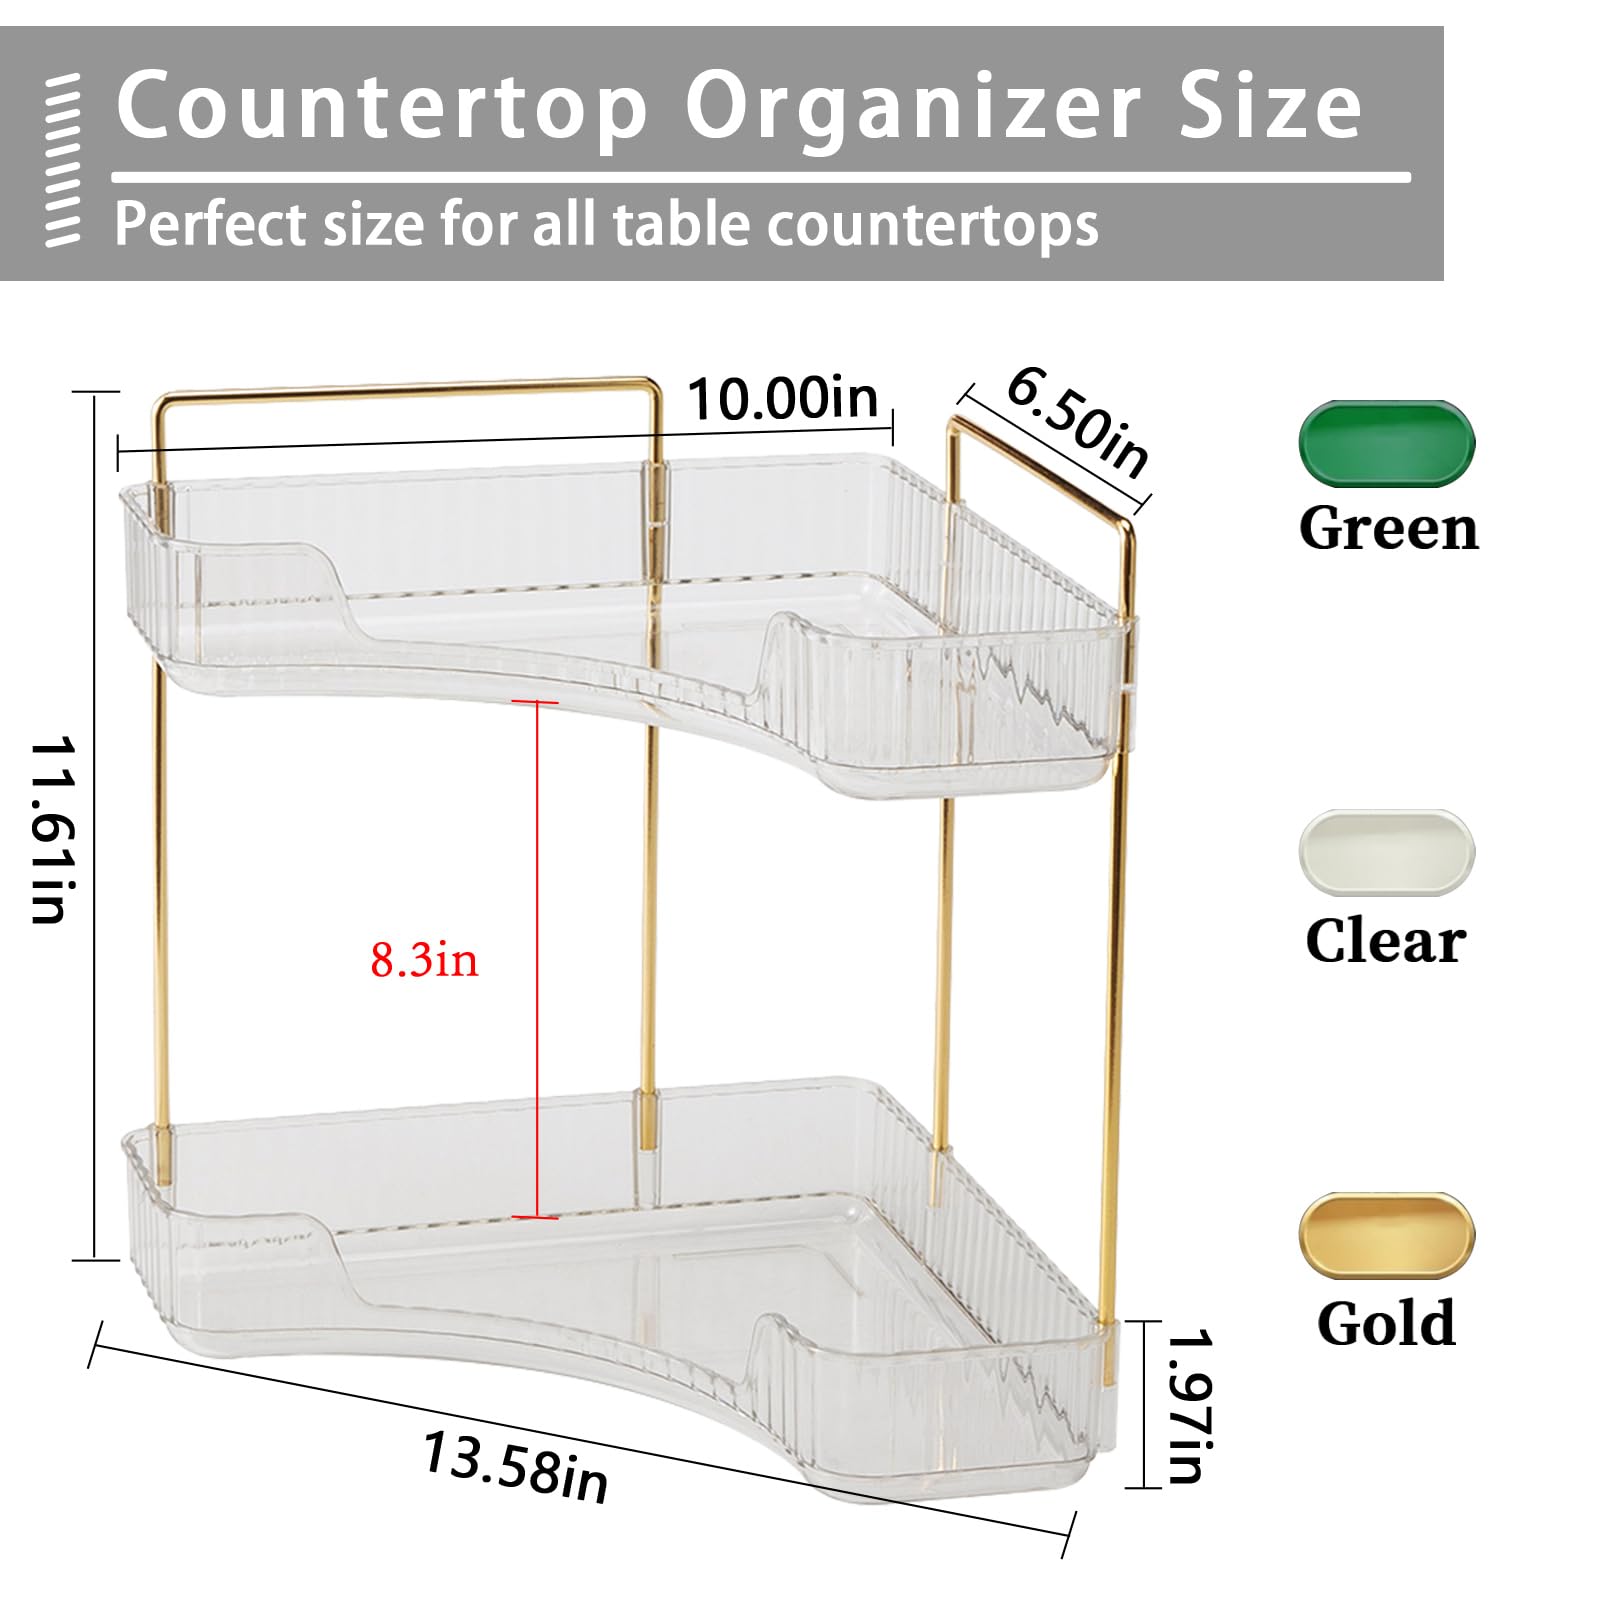 Countertop Organizer Size
Perfect size for all table countertops
10.00in
6.50in
Green
11.61in
8.3in
Clear
Gold
1.97in
13.58in